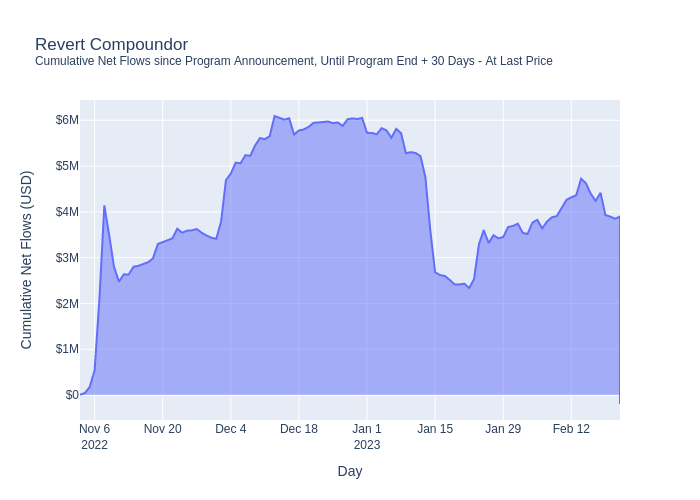 Revert Compoundor
Cumulative Net Flows since Program Announcement, Until Program End + 30 Days - At Last Price
Cumulative Net Flows (USD)
$6M
$5M
$4M
$3M
$2M
$1M
$0
Nov 6 Nov 20 Dec 4 Dec 18 Jan 1 Jan 15 Jan 29 Feb 12
2022 2023
Day